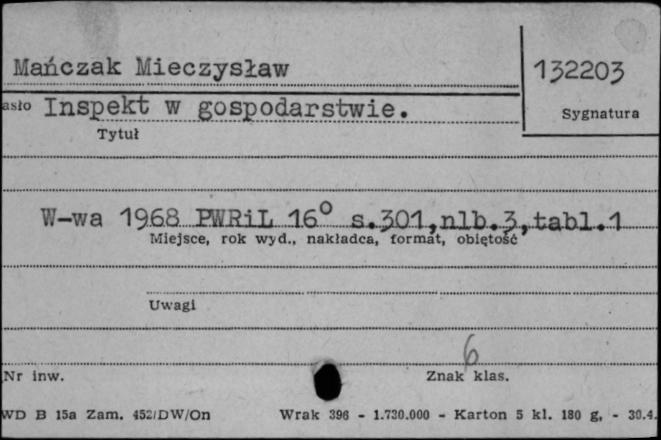 Mańczak Mieczysław
132203
asło Inspekt w gospodarstwie.
Sygnatura
Tytuł
W-wa 1968 PWRiL 16° s.301,nlb.3,tabl.1
Miejsce, rok wyd., nakładca, format, objętość
Uwagi
6
Nr inw.
Znak klas.
WD B 15a Zam. 452/DW/On Wrak 396 - 1.730.000 - Karton 5 kl. 180 g. - 30.4.